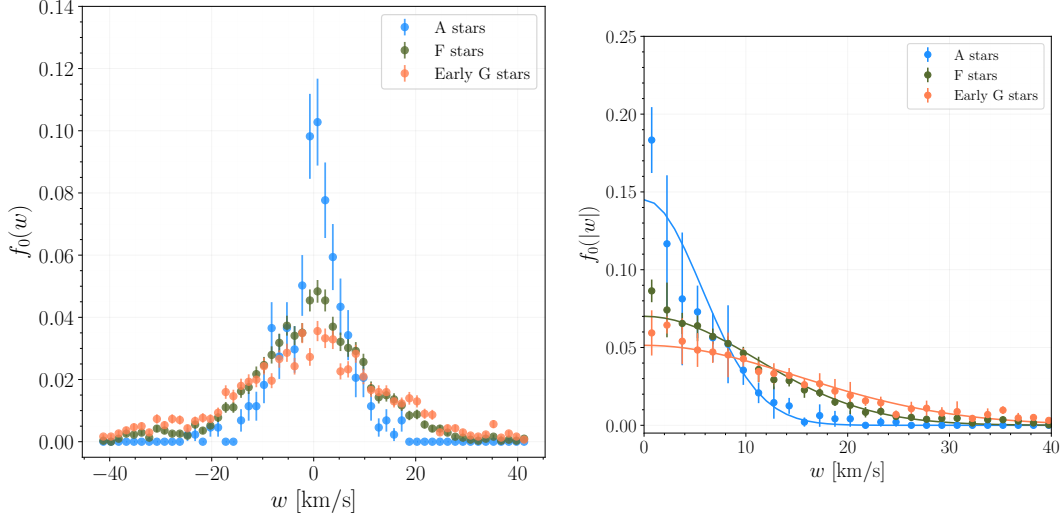 0.14
0.12
0.10
0.08
0.06
0.04
0.02
0.00
f₀(w)
A stars
F stars
Early G stars
−40
−20
0
20
40
w [km/s]
0.25
0.20
0.15
0.10
0.05
0.00
f₀(|w|)
A stars
F stars
Early G stars
0
10
20
30
40
w [km/s]